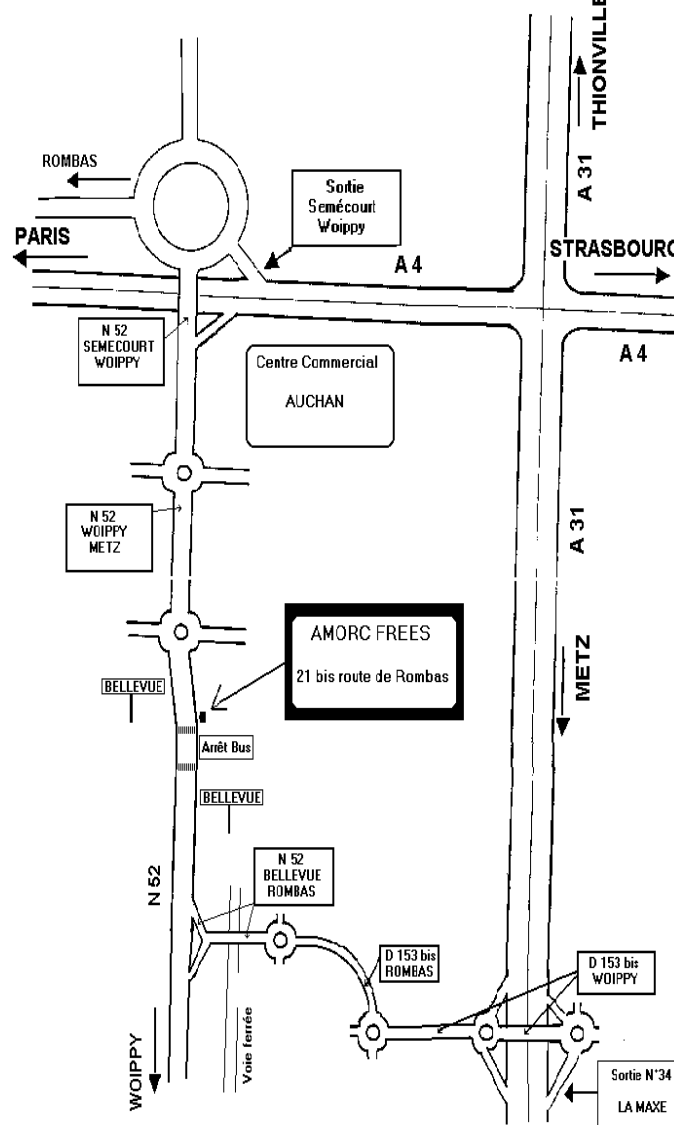 THIONVILLE
A 31
ROMBAS
Sortie
Semécourt
Woippy
PARIS
A 4
STRASBOURG
A 4
N 52
SEMECOURT
WOIPPY
Centre Commercial
AUCHAN
N 52
WOIPPY
METZ
A 31
AMORC FREES
21 bis route de Rombas
METZ
BELLEVUE
Arrêt Bus
BELLEVUE
N 52
N 52
BELLEVUE
ROMBAS
D 153 bis
ROMBAS
D 153 bis
WOIPPY
Voie ferrée
WOIPPY
Sortie N°34
LA MAXE